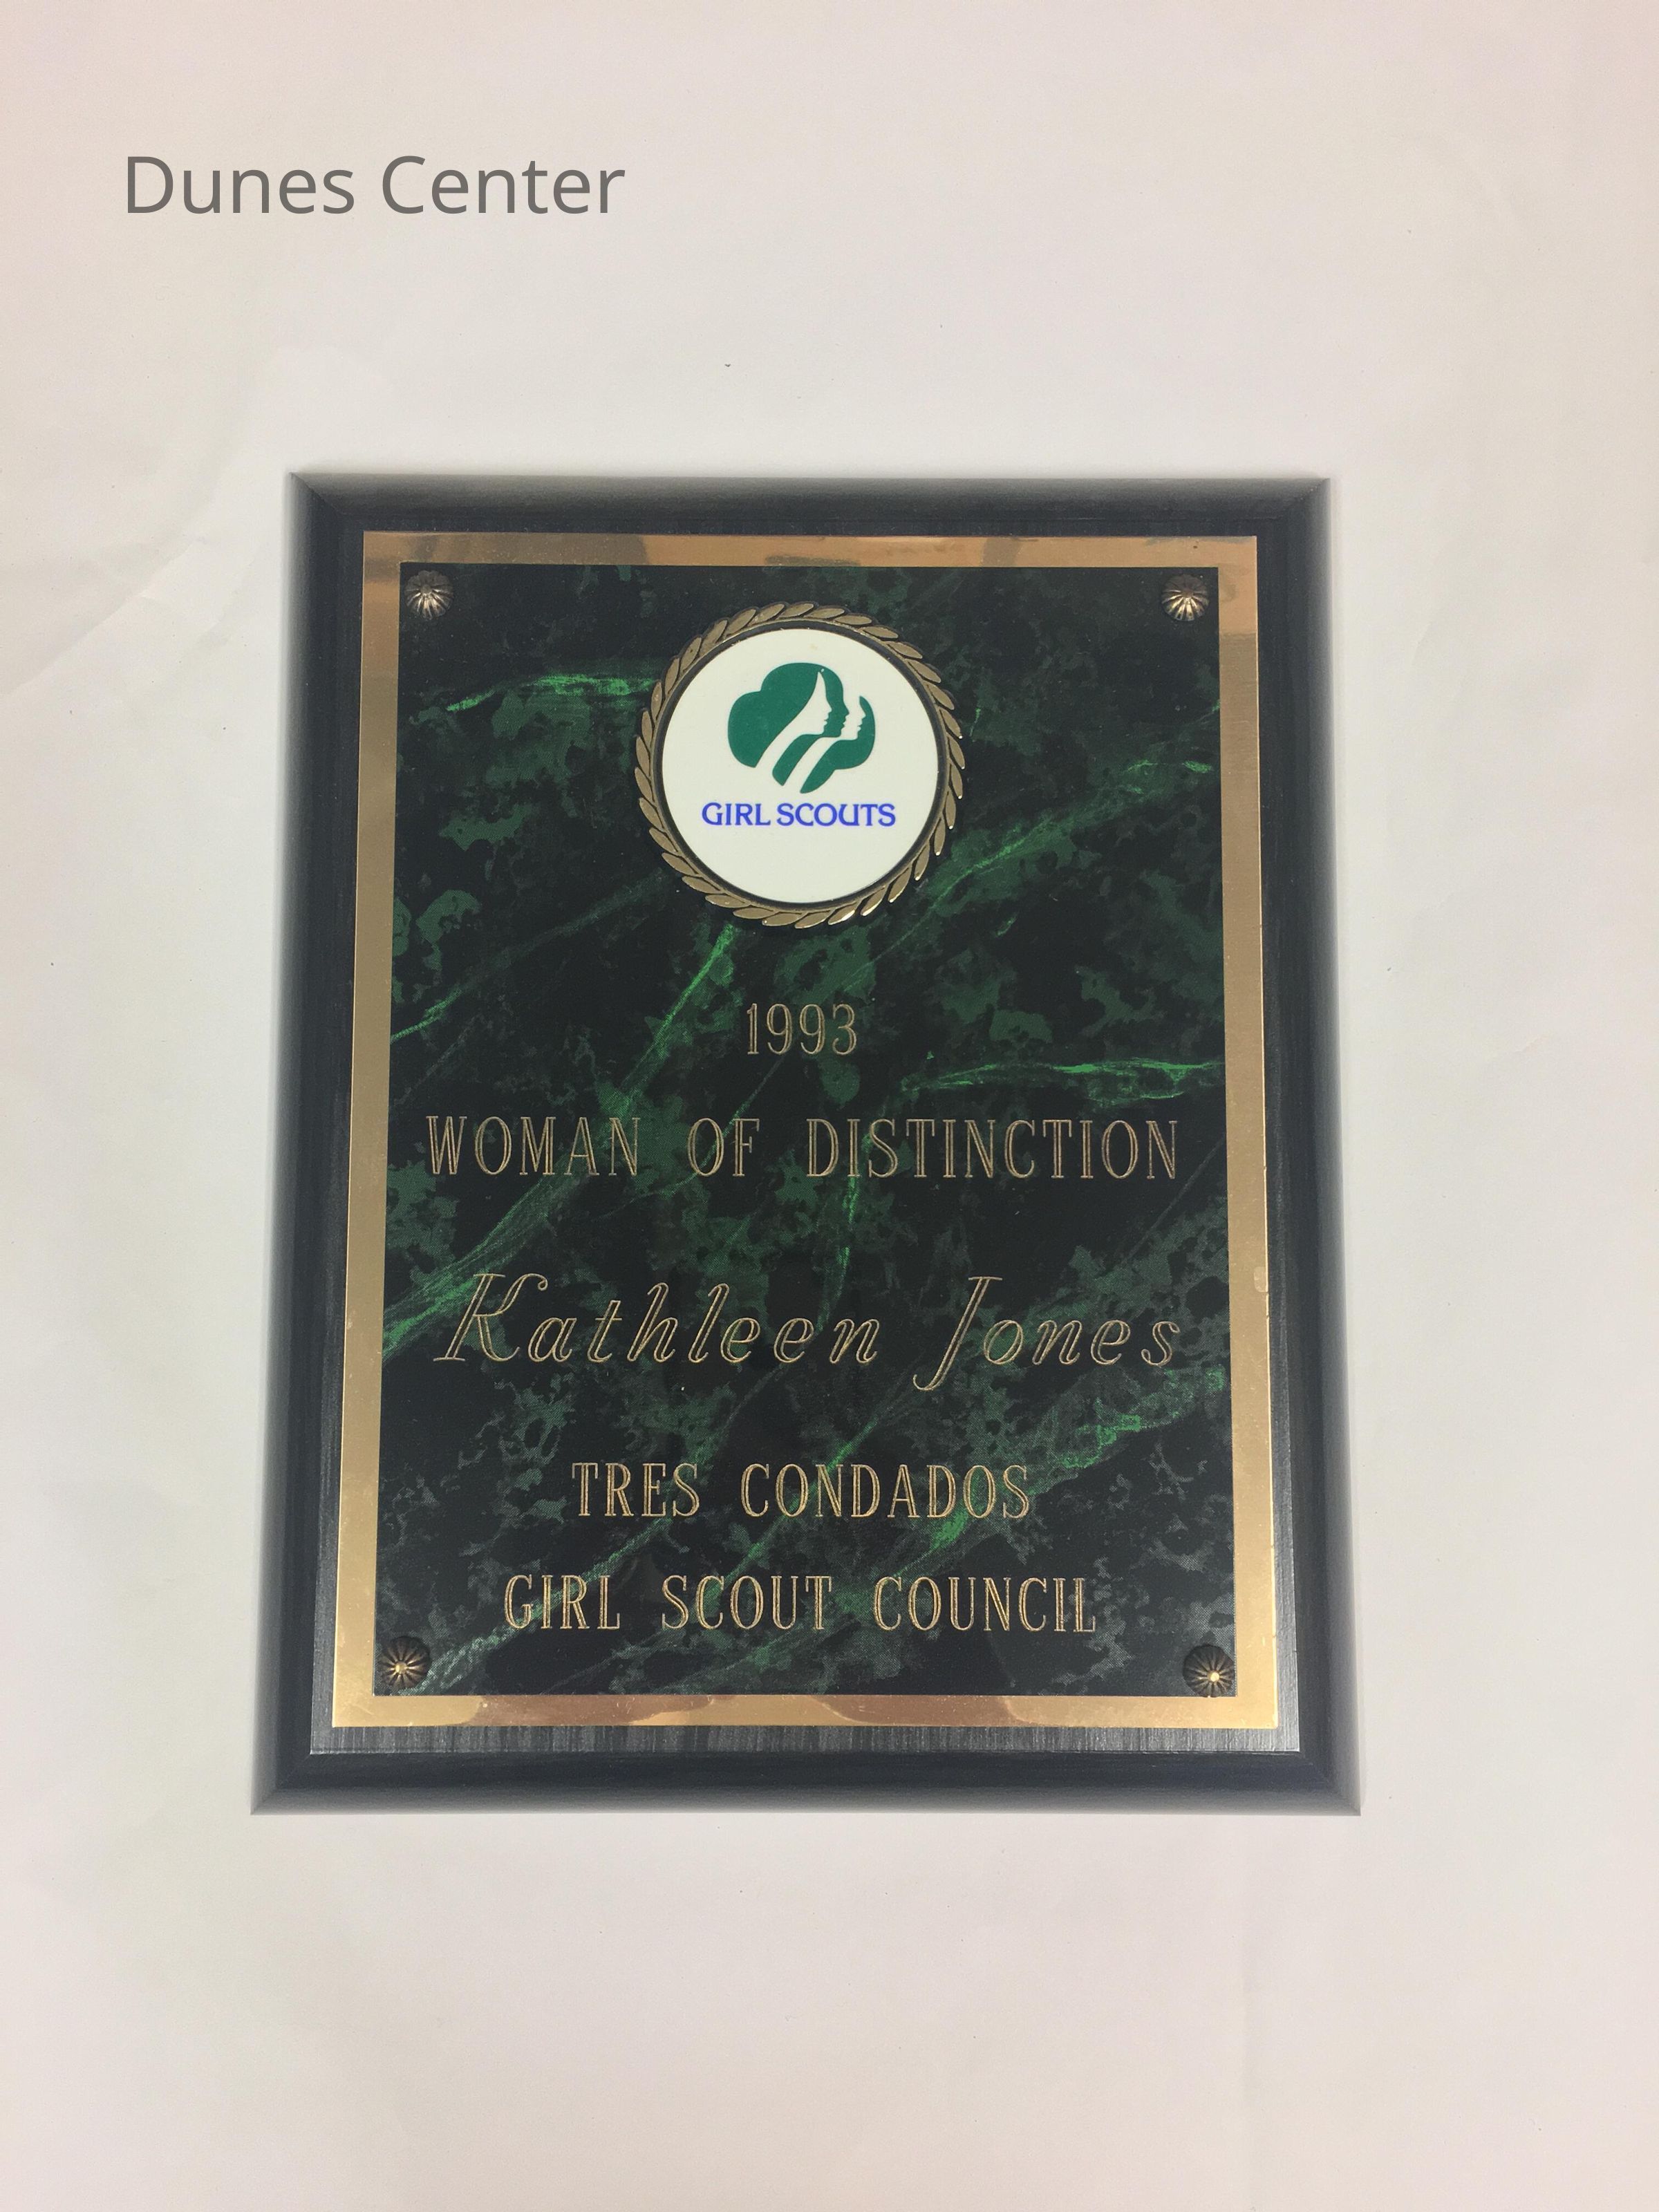 Dunes Center
GIRL SCOUTS
1993
WOMAN OF DISTINCTION
Kathleen Jones
TRES CONDADOS
GIRL SCOUT COUNCIL